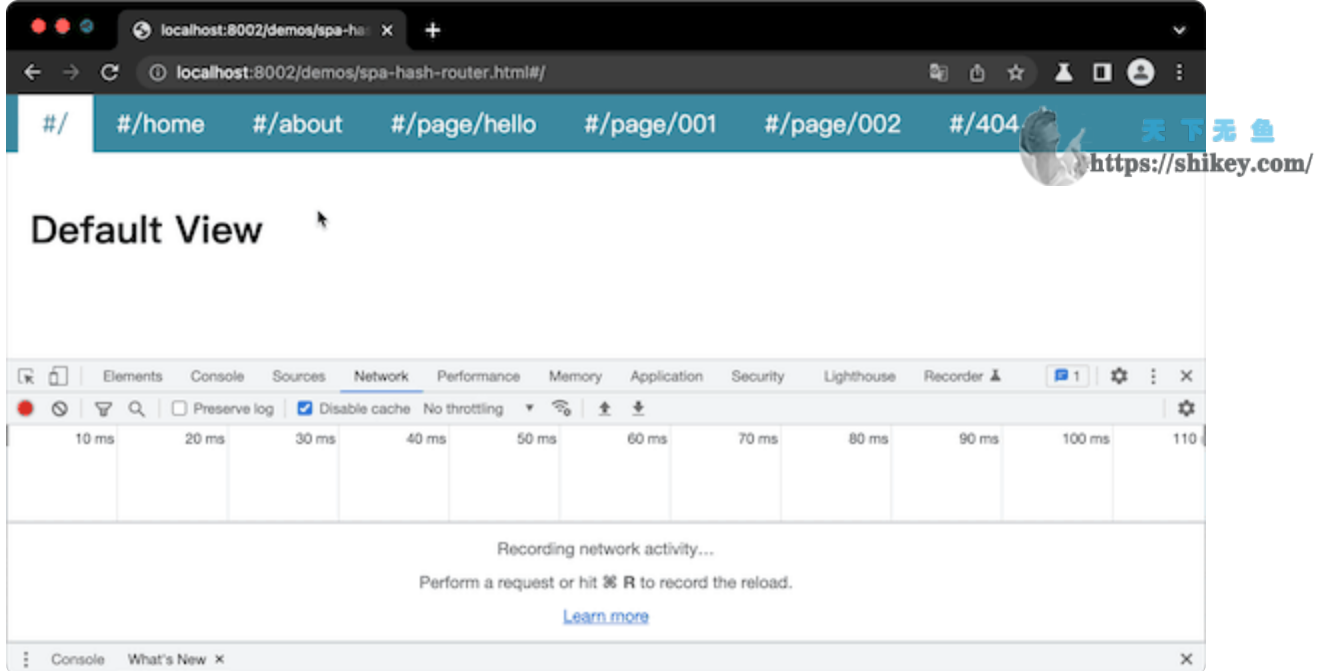 localhost:8002/demos/spa-ha
localhost:8002/demos/spa-hash-router.html#/
#/ #/home #/about #/page/hello #/page/001 #/page/002 #/404
天下无鱼
https://shikey.com/
Default View
Elements Console Sources Network Performance Memory Application Security Lighthouse Recorder 1
Preserve log Disable cache No throttling
10 ms 20 ms 30 ms 40 ms 50 ms 60 ms 70 ms 80 ms 90 ms 100 ms 110
Recording network activity...
Perform a request or hit ⌘ R to record the reload.
Learn more
Console What's New